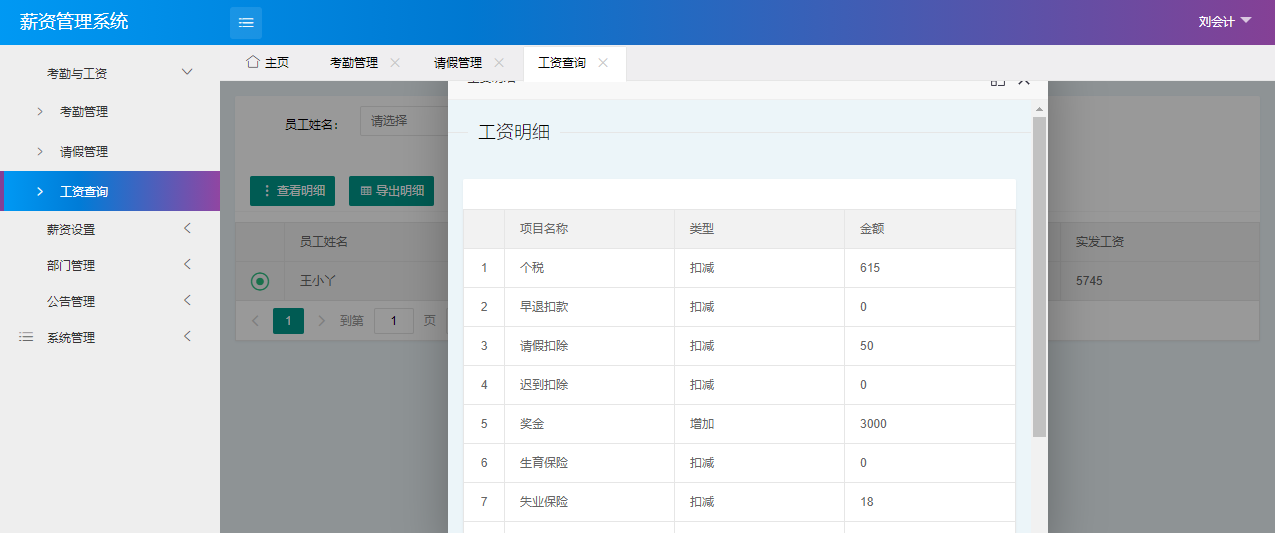 薪资管理系统
刘会计
主页 考勤管理 请假管理 工资查询
考勤与工资
考勤管理
请假管理
工资查询
薪资设置
部门管理
公告管理
系统管理
员工姓名： 请选择
查看明细 导出明细
员工姓名 实发工资
王小丫 5745
1 到第 1 页
工资明细
工资明细
项目名称 类型 金额
1 个税 扣减 615
2 早退扣款 扣减 0
3 请假扣除 扣减 50
4 迟到扣除 扣减 0
5 奖金 增加 3000
6 生育保险 扣减 0
7 失业保险 扣减 18